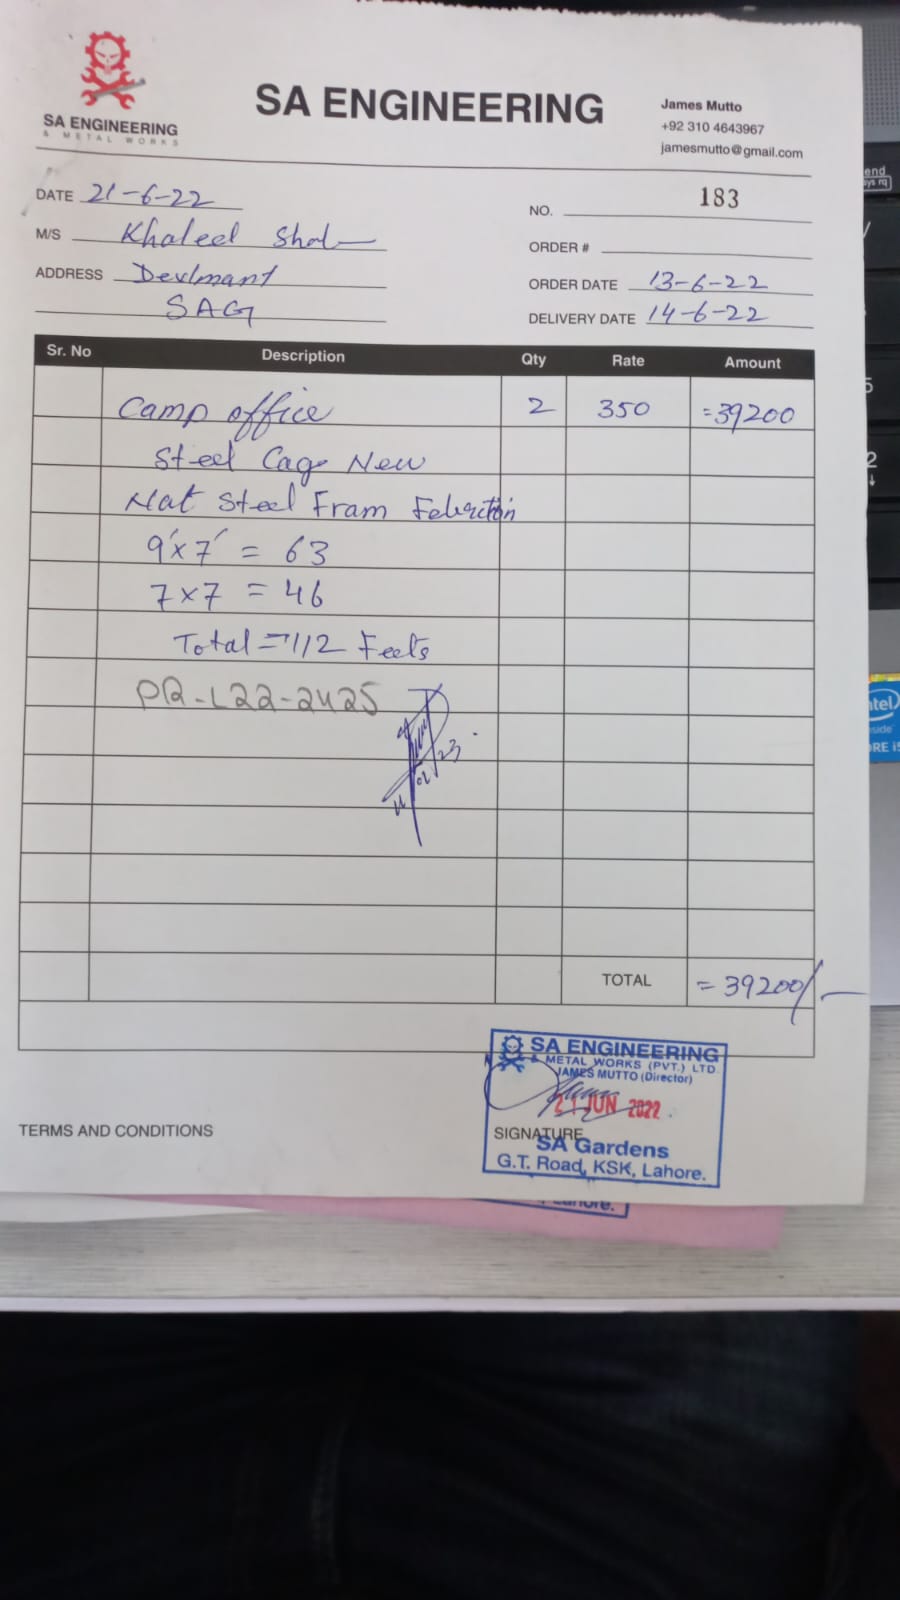 SA ENGINEERING
& METAL WORKS
SA ENGINEERING
James Mutto
+92 310 4643967
jamesmutto@gmail.com
DATE 21-6-22
NO. 183
M/S Khaleel Shah
ORDER #
ADDRESS Devlmant
ORDER DATE 13-6-22
SAG
DELIVERY DATE 14-6-22
Sr. No Description Qty Rate Amount
Camp office 2 350 =39200
Steel Cage New
Nat Steel Fram Febrction
9'x7' = 63
7x7 = 46
Total = 112 Feets
PR-L22-2425
TOTAL = 39200/-
SA ENGINEERING
& METAL WORKS (PVT.) LTD.
JAMES MUTTO (Director)
21 JUN 2022
TERMS AND CONDITIONS
SIGNATURE
SA Gardens
G.T. Road, KSK, Lahore.
Lahore.